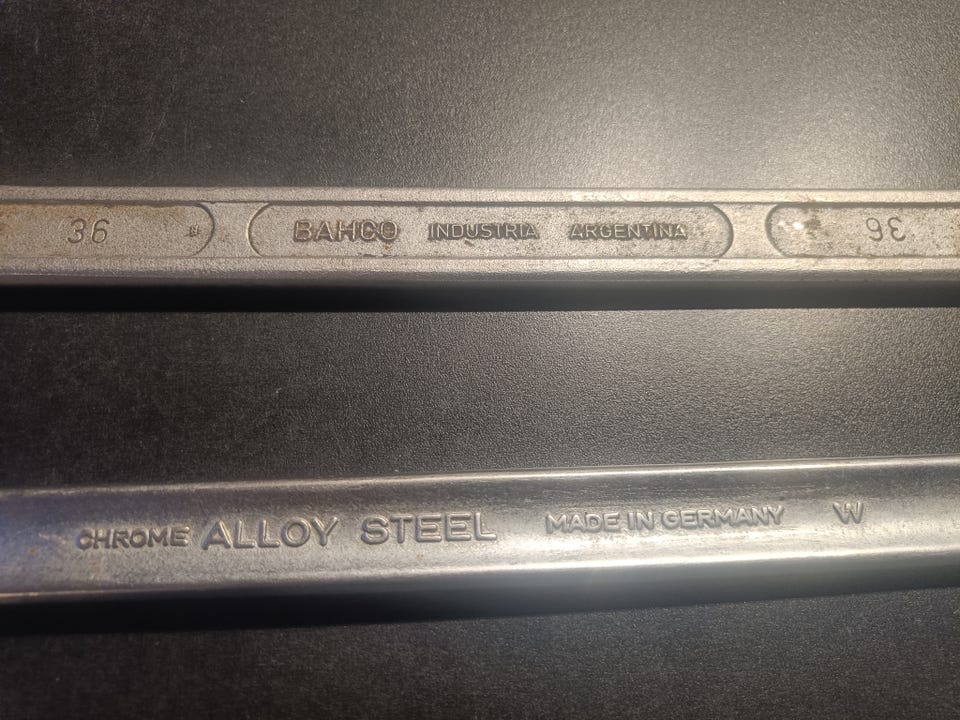 36 BAHCO INDUSTRIA ARGENTINA 36
CHROME ALLOY STEEL MADE IN GERMANY W